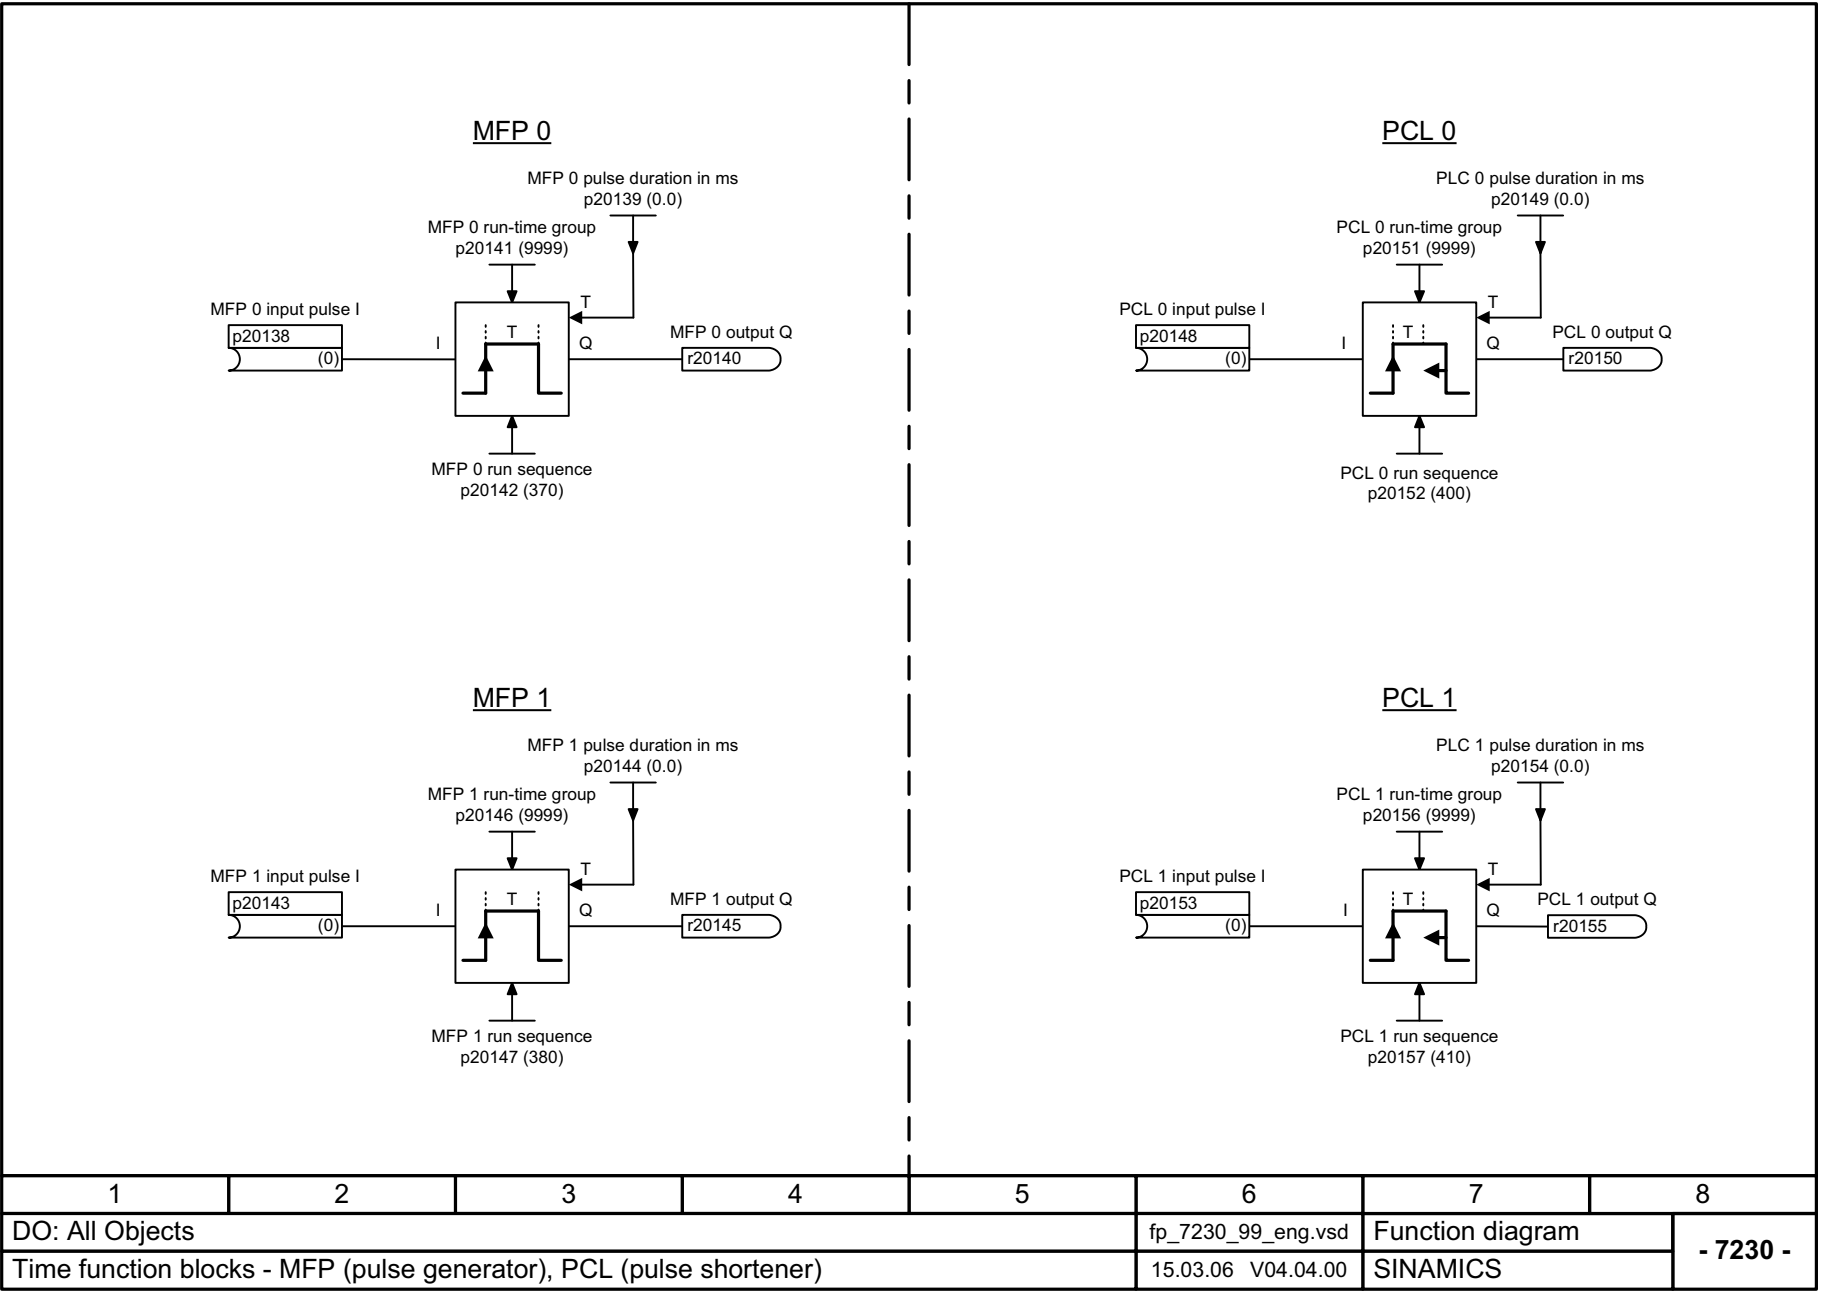 MFP 0
MFP 0 pulse duration in ms
p20139 (0.0)
MFP 0 run-time group
p20141 (9999)
MFP 0 input pulse I
p20138
(0)
I
T
T
Q
MFP 0 output Q
r20140
MFP 0 run sequence
p20142 (370)
PCL 0
PLC 0 pulse duration in ms
p20149 (0.0)
PCL 0 run-time group
p20151 (9999)
PCL 0 input pulse I
p20148
(0)
I
T
T
Q
PCL 0 output Q
r20150
PCL 0 run sequence
p20152 (400)
MFP 1
MFP 1 pulse duration in ms
p20144 (0.0)
MFP 1 run-time group
p20146 (9999)
MFP 1 input pulse I
p20143
(0)
I
T
T
Q
MFP 1 output Q
r20145
MFP 1 run sequence
p20147 (380)
PCL 1
PLC 1 pulse duration in ms
p20154 (0.0)
PCL 1 run-time group
p20156 (9999)
PCL 1 input pulse I
p20153
(0)
I
T
T
Q
PCL 1 output Q
r20155
PCL 1 run sequence
p20157 (410)
1 2 3 4 5 6 7 8
DO: All Objects
fp_7230_99_eng.vsd
Function diagram
- 7230 -
Time function blocks - MFP (pulse generator), PCL (pulse shortener)
15.03.06 V04.04.00
SINAMICS